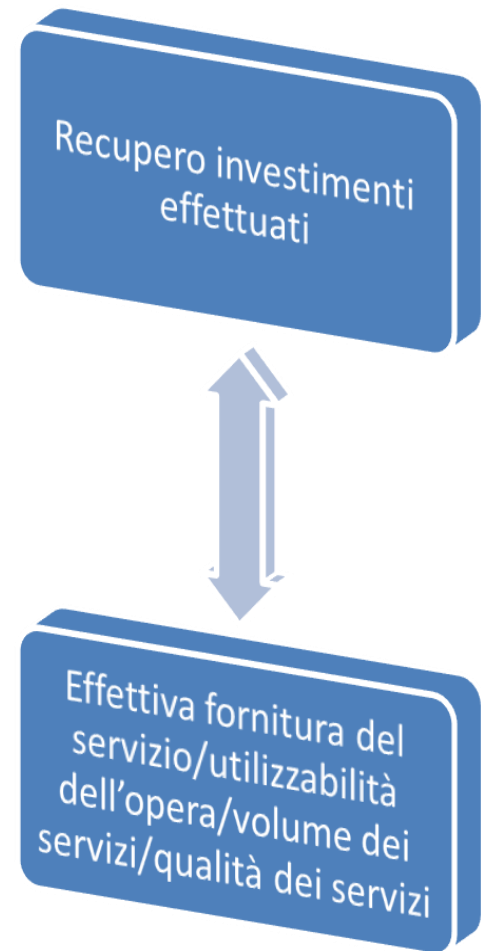 Recupero investimenti
effettuati
Effettiva fornitura del
servizio/utilizzabilità
dell’opera/volume dei
servizi/qualità dei servizi